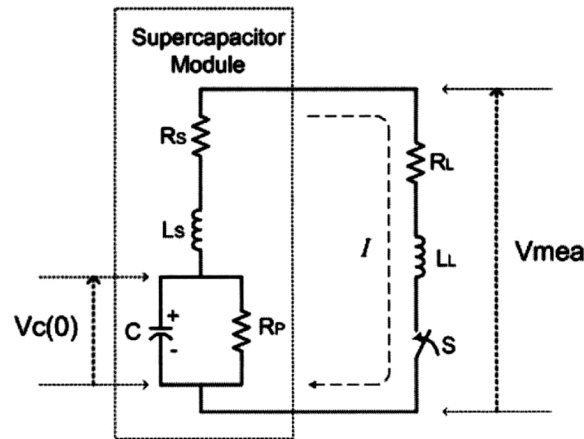 Supercapacitor
Module
Rs
RL
Ls
I
LL
Vmea
Vc(0)
C
+
-
RP
S